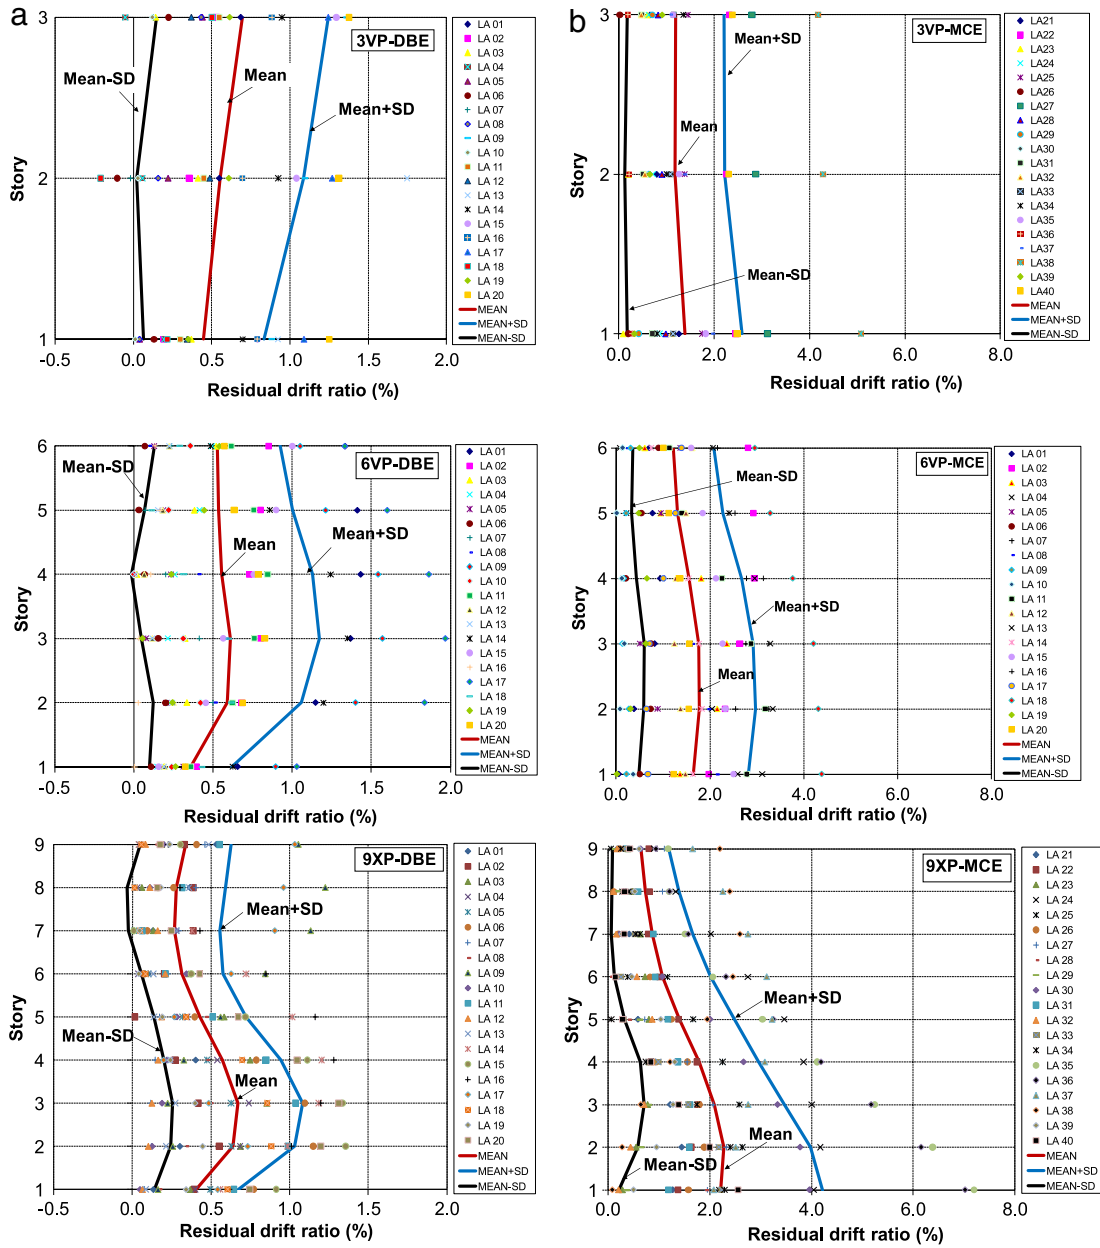 a
3VP-DBE
Mean-SD
Mean
Mean+SD
Story
3
2
1
-0.5
0.0
0.5
1.0
1.5
2.0
Residual drift ratio (%)
LA 01
LA 02
LA 03
LA 04
LA 05
LA 06
LA 07
LA 08
LA 09
LA 10
LA 11
LA 12
LA 13
LA 14
LA 15
LA 16
LA 17
LA 18
LA 19
LA 20
MEAN
MEAN+SD
MEAN-SD
b
3VP-MCE
Mean+SD
Mean
Mean-SD
Story
3
2
1
0.0
2.0
4.0
6.0
8.0
Residual drift ratio (%)
LA21
LA22
LA23
LA24
LA25
LA26
LA27
LA28
LA29
LA30
LA31
LA32
LA33
LA34
LA35
LA36
LA37
LA38
LA39
LA40
MEAN
MEAN+SD
MEAN-SD
6VP-DBE
Mean-SD
Mean
Mean+SD
Story
6
5
4
3
2
1
-0.5
0.0
0.5
1.0
1.5
2.0
Residual drift ratio (%)
LA 01
LA 02
LA 03
LA 04
LA 05
LA 06
LA 07
LA 08
LA 09
LA 10
LA 11
LA 12
LA 13
LA 14
LA 15
LA 16
LA 17
LA 18
LA 19
LA 20
MEAN
MEAN+SD
MEAN-SD
6VP-MCE
Mean-SD
Mean+SD
Mean
Story
6
5
4
3
2
1
0.0
2.0
4.0
6.0
8.0
Residual drift ratio (%)
LA 01
LA 02
LA 03
LA 04
LA 05
LA 06
LA 07
LA 08
LA 09
LA 10
LA 11
LA 12
LA 13
LA 14
LA 15
LA 16
LA 17
LA 18
LA 19
LA 20
MEAN
MEAN+SD
MEAN-SD
9XP-DBE
Mean+SD
Mean-SD
Mean
Story
9
8
7
6
5
4
3
2
1
-0.5
0.0
0.5
1.0
1.5
2.0
Residual drift ratio (%)
LA 01
LA 02
LA 03
LA 04
LA 05
LA 06
LA 07
LA 08
LA 09
LA 10
LA 11
LA 12
LA 13
LA 14
LA 15
LA 16
LA 17
LA 18
LA 19
LA 20
MEAN
MEAN+SD
MEAN-SD
9XP-MCE
Mean+SD
Mean
Mean-SD
Story
9
8
7
6
5
4
3
2
1
0.0
2.0
4.0
6.0
8.0
Residual drift ratio (%)
LA 21
LA 22
LA 23
LA 24
LA 25
LA 26
LA 27
LA 28
LA 29
LA 30
LA 31
LA 32
LA 33
LA 34
LA 35
LA 36
LA 37
LA 38
LA 39
LA 40
MEAN
MEAN+SD
MEAN-SD